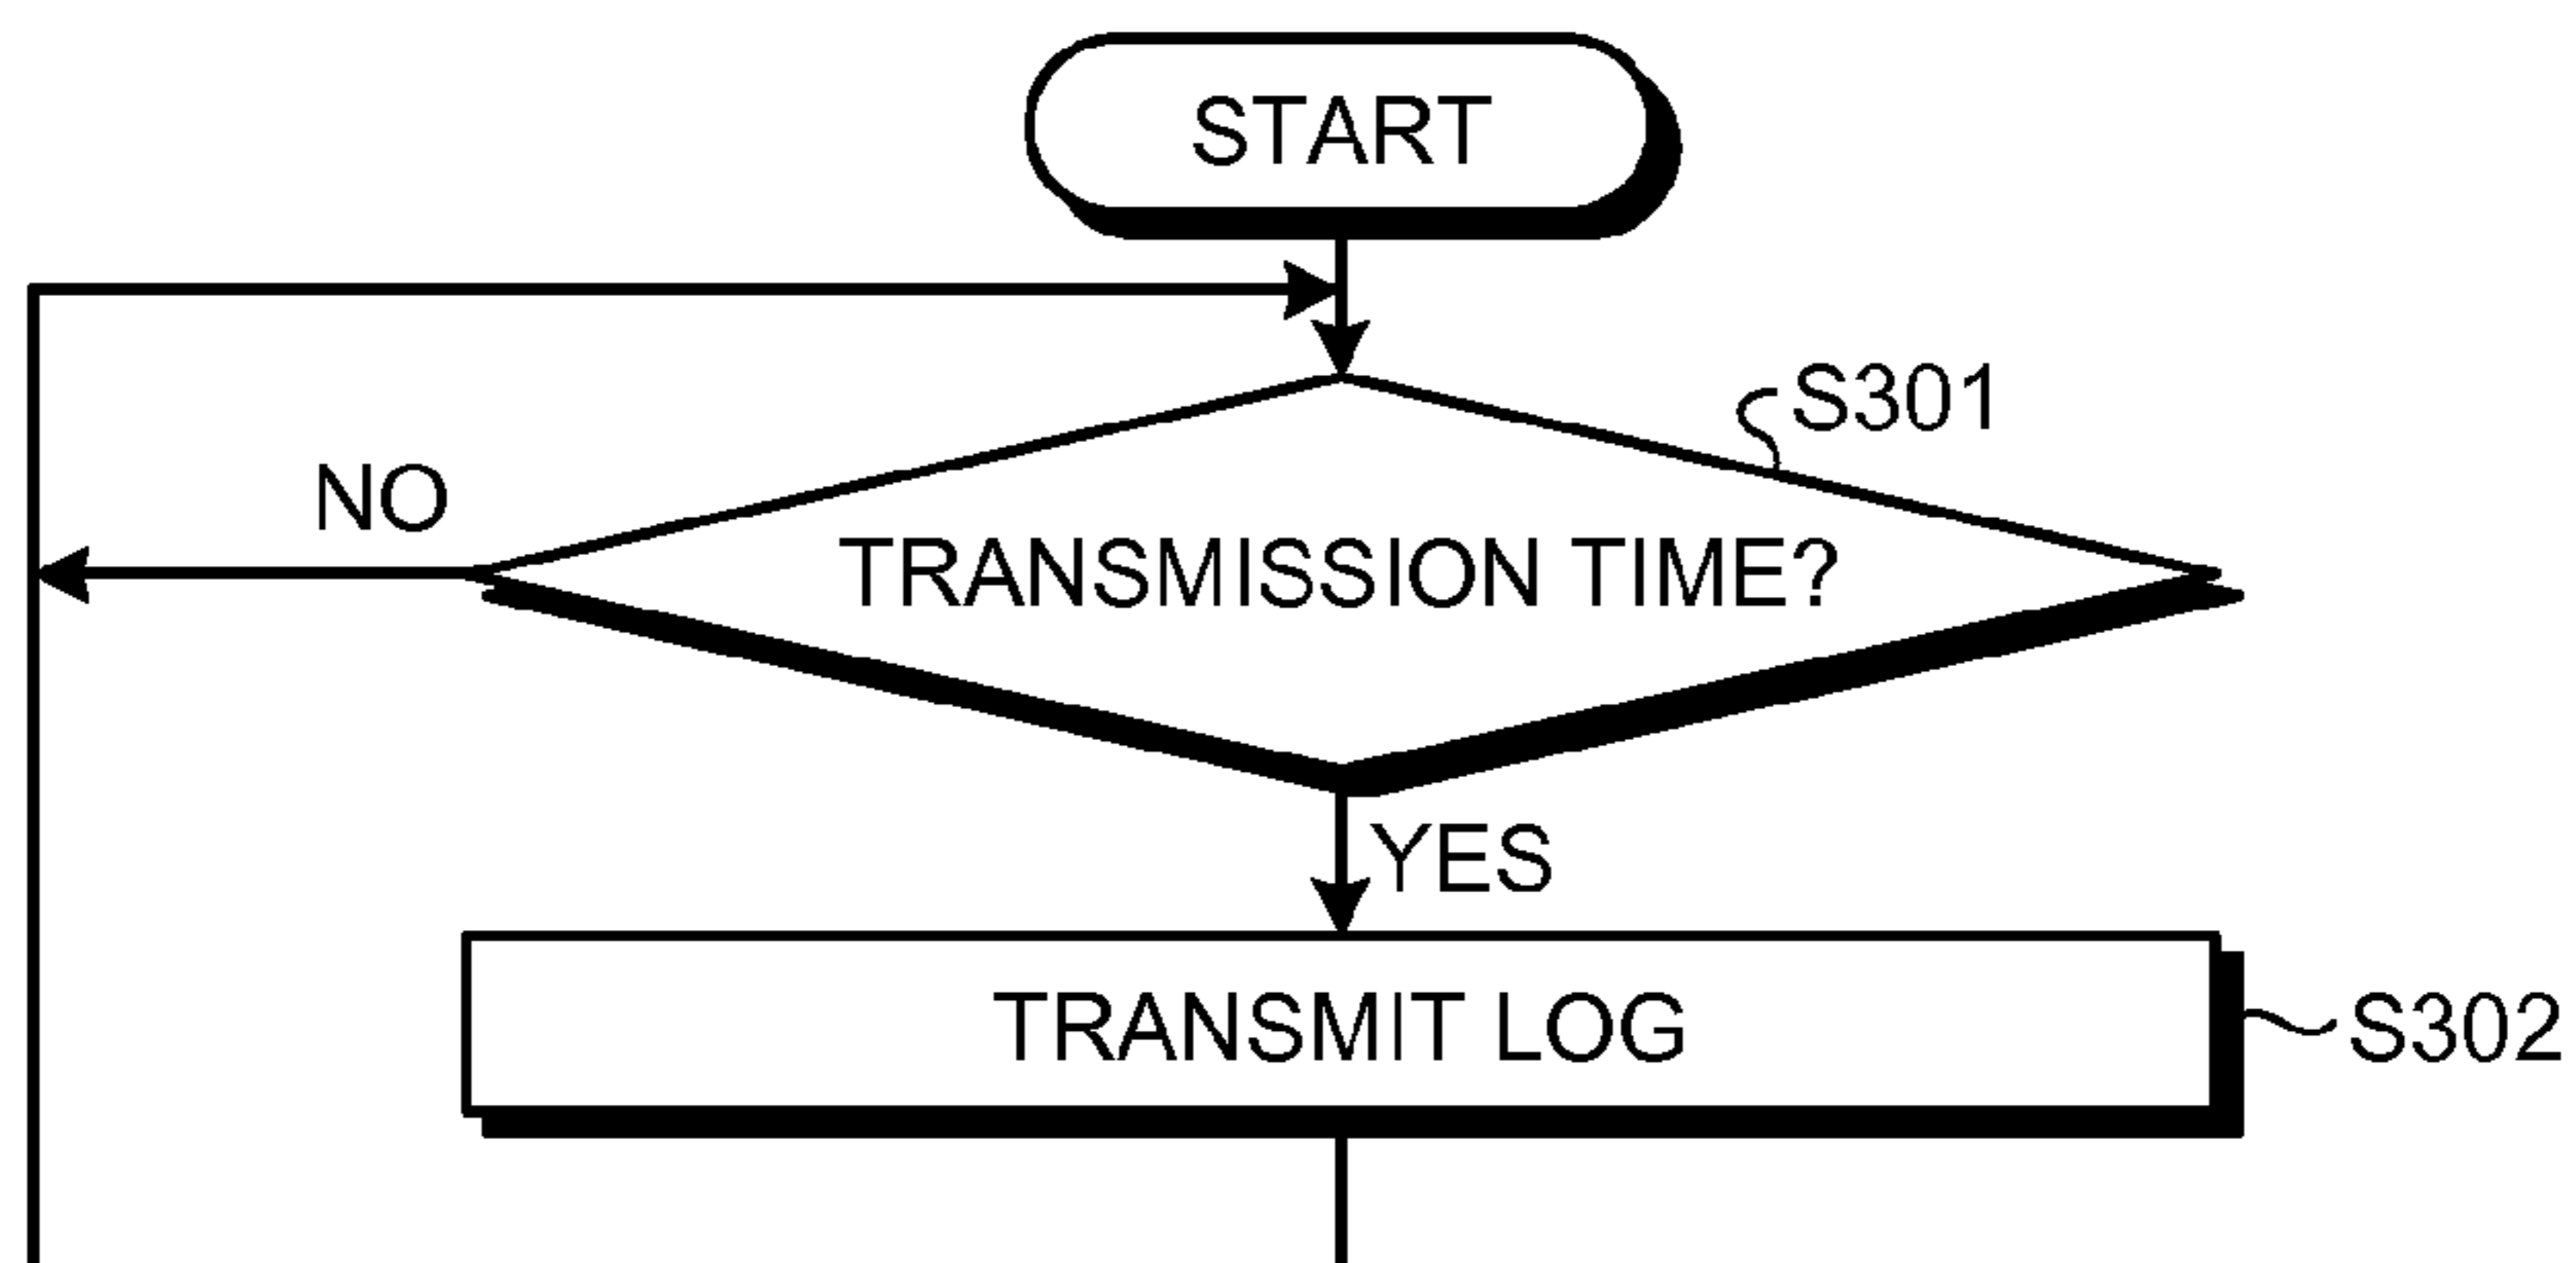 START
S301
NO
TRANSMISSION TIME?
YES
TRANSMIT LOG
S302